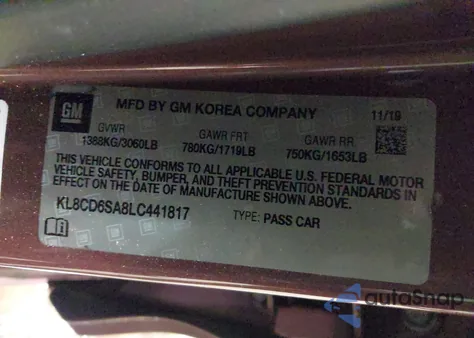 GM MFD BY GM KOREA COMPANY 11/19
GVWR GAWR FRT GAWR RR
1388KG/3060LB 780KG/1719LB 750KG/1653LB
THIS VEHICLE CONFORMS TO ALL APPLICABLE U.S. FEDERAL MOTOR
VEHICLE SAFETY, BUMPER, AND THEFT PREVENTION STANDARDS IN
EFFECT ON THE DATE OF MANUFACTURE SHOWN ABOVE.
KL8CD6SA8LC441817 TYPE: PASS CAR
autoSnap